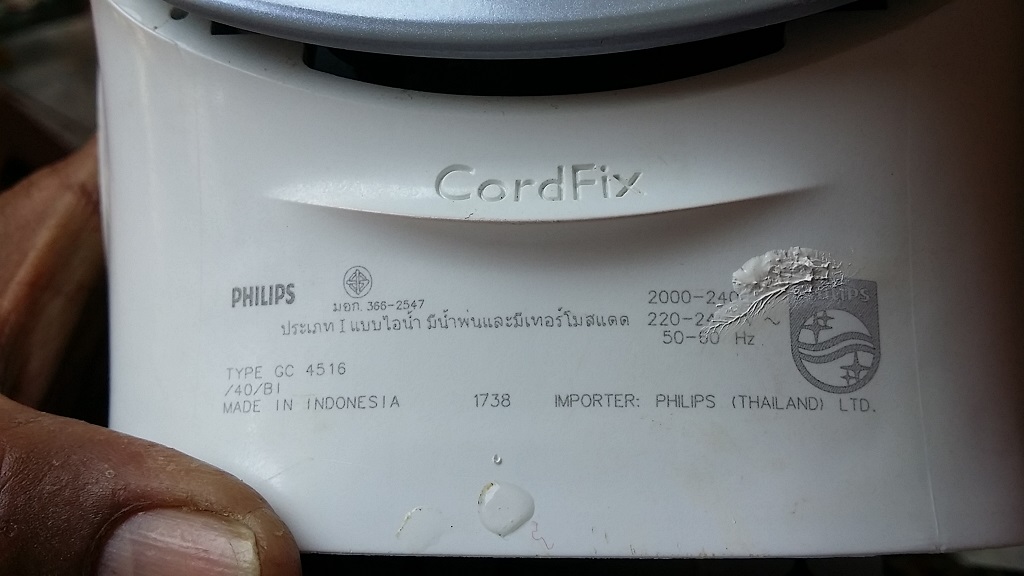 CordFix
PHILIPS
มอก. 366-2547
ประเภท I แบบไอน้ำ มีน้ำพ่นและมีเทอร์โมสแตด
2000-240
220-24 V ~
50-60 Hz
PHILIPS
TYPE GC 4516
/40/BI
MADE IN INDONESIA 1738 IMPORTER: PHILIPS (THAILAND) LTD.